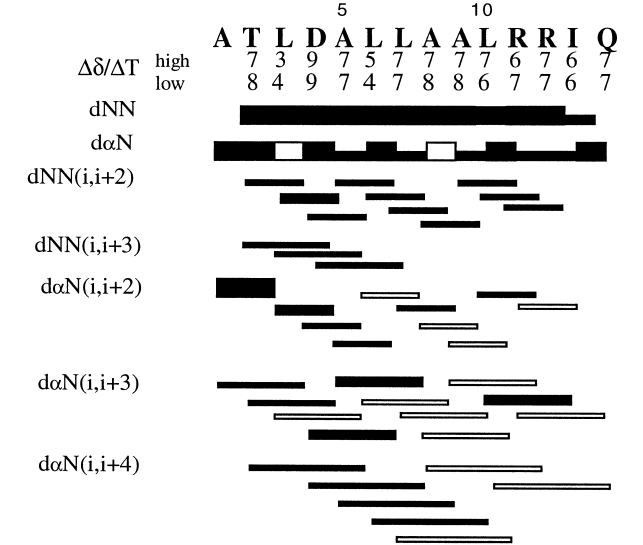 5 10
A T L D A L L A A L R R I Q
Δδ/ΔT high 7 3 9 7 5 7 7 7 7 6 7 6 7
low 8 4 9 7 4 7 8 8 6 7 7 6 7
dNN
dαN
dNN(i,i+2)
dNN(i,i+3)
dαN(i,i+2)
dαN(i,i+3)
dαN(i,i+4)